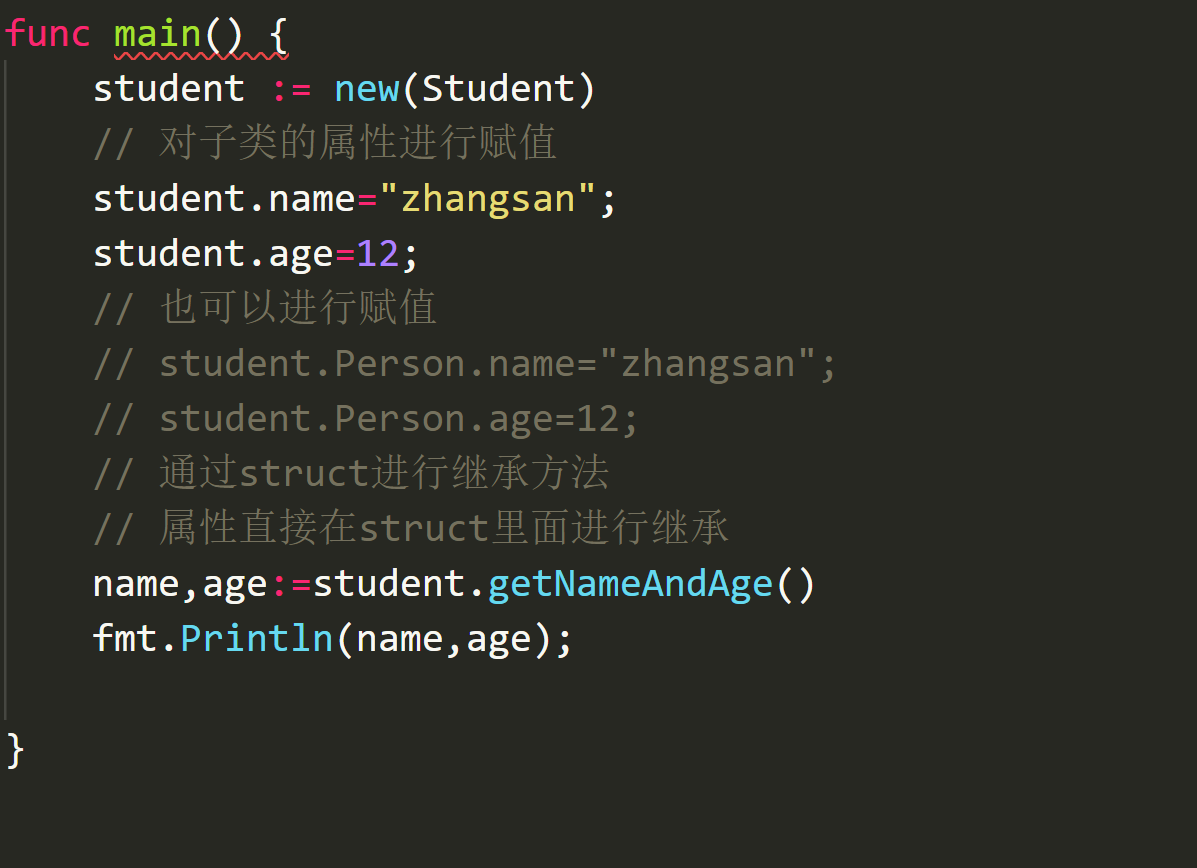 func main() {
student := new(Student)
// 对子类的属性进行赋值
student.name="zhangsan";
student.age=12;
// 也可以进行赋值
// student.Person.name="zhangsan";
// student.Person.age=12;
// 通过struct进行继承方法
// 属性直接在struct里面进行继承
name,age:=student.getNameAndAge()
fmt.Println(name,age);
}